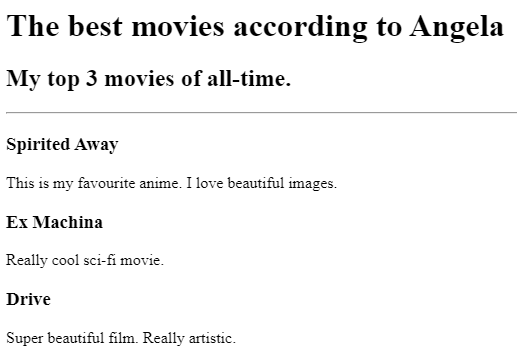 The best movies according to Angela
My top 3 movies of all-time.
Spirited Away
This is my favourite anime. I love beautiful images.
Ex Machina
Really cool sci-fi movie.
Drive
Super beautiful film. Really artistic.